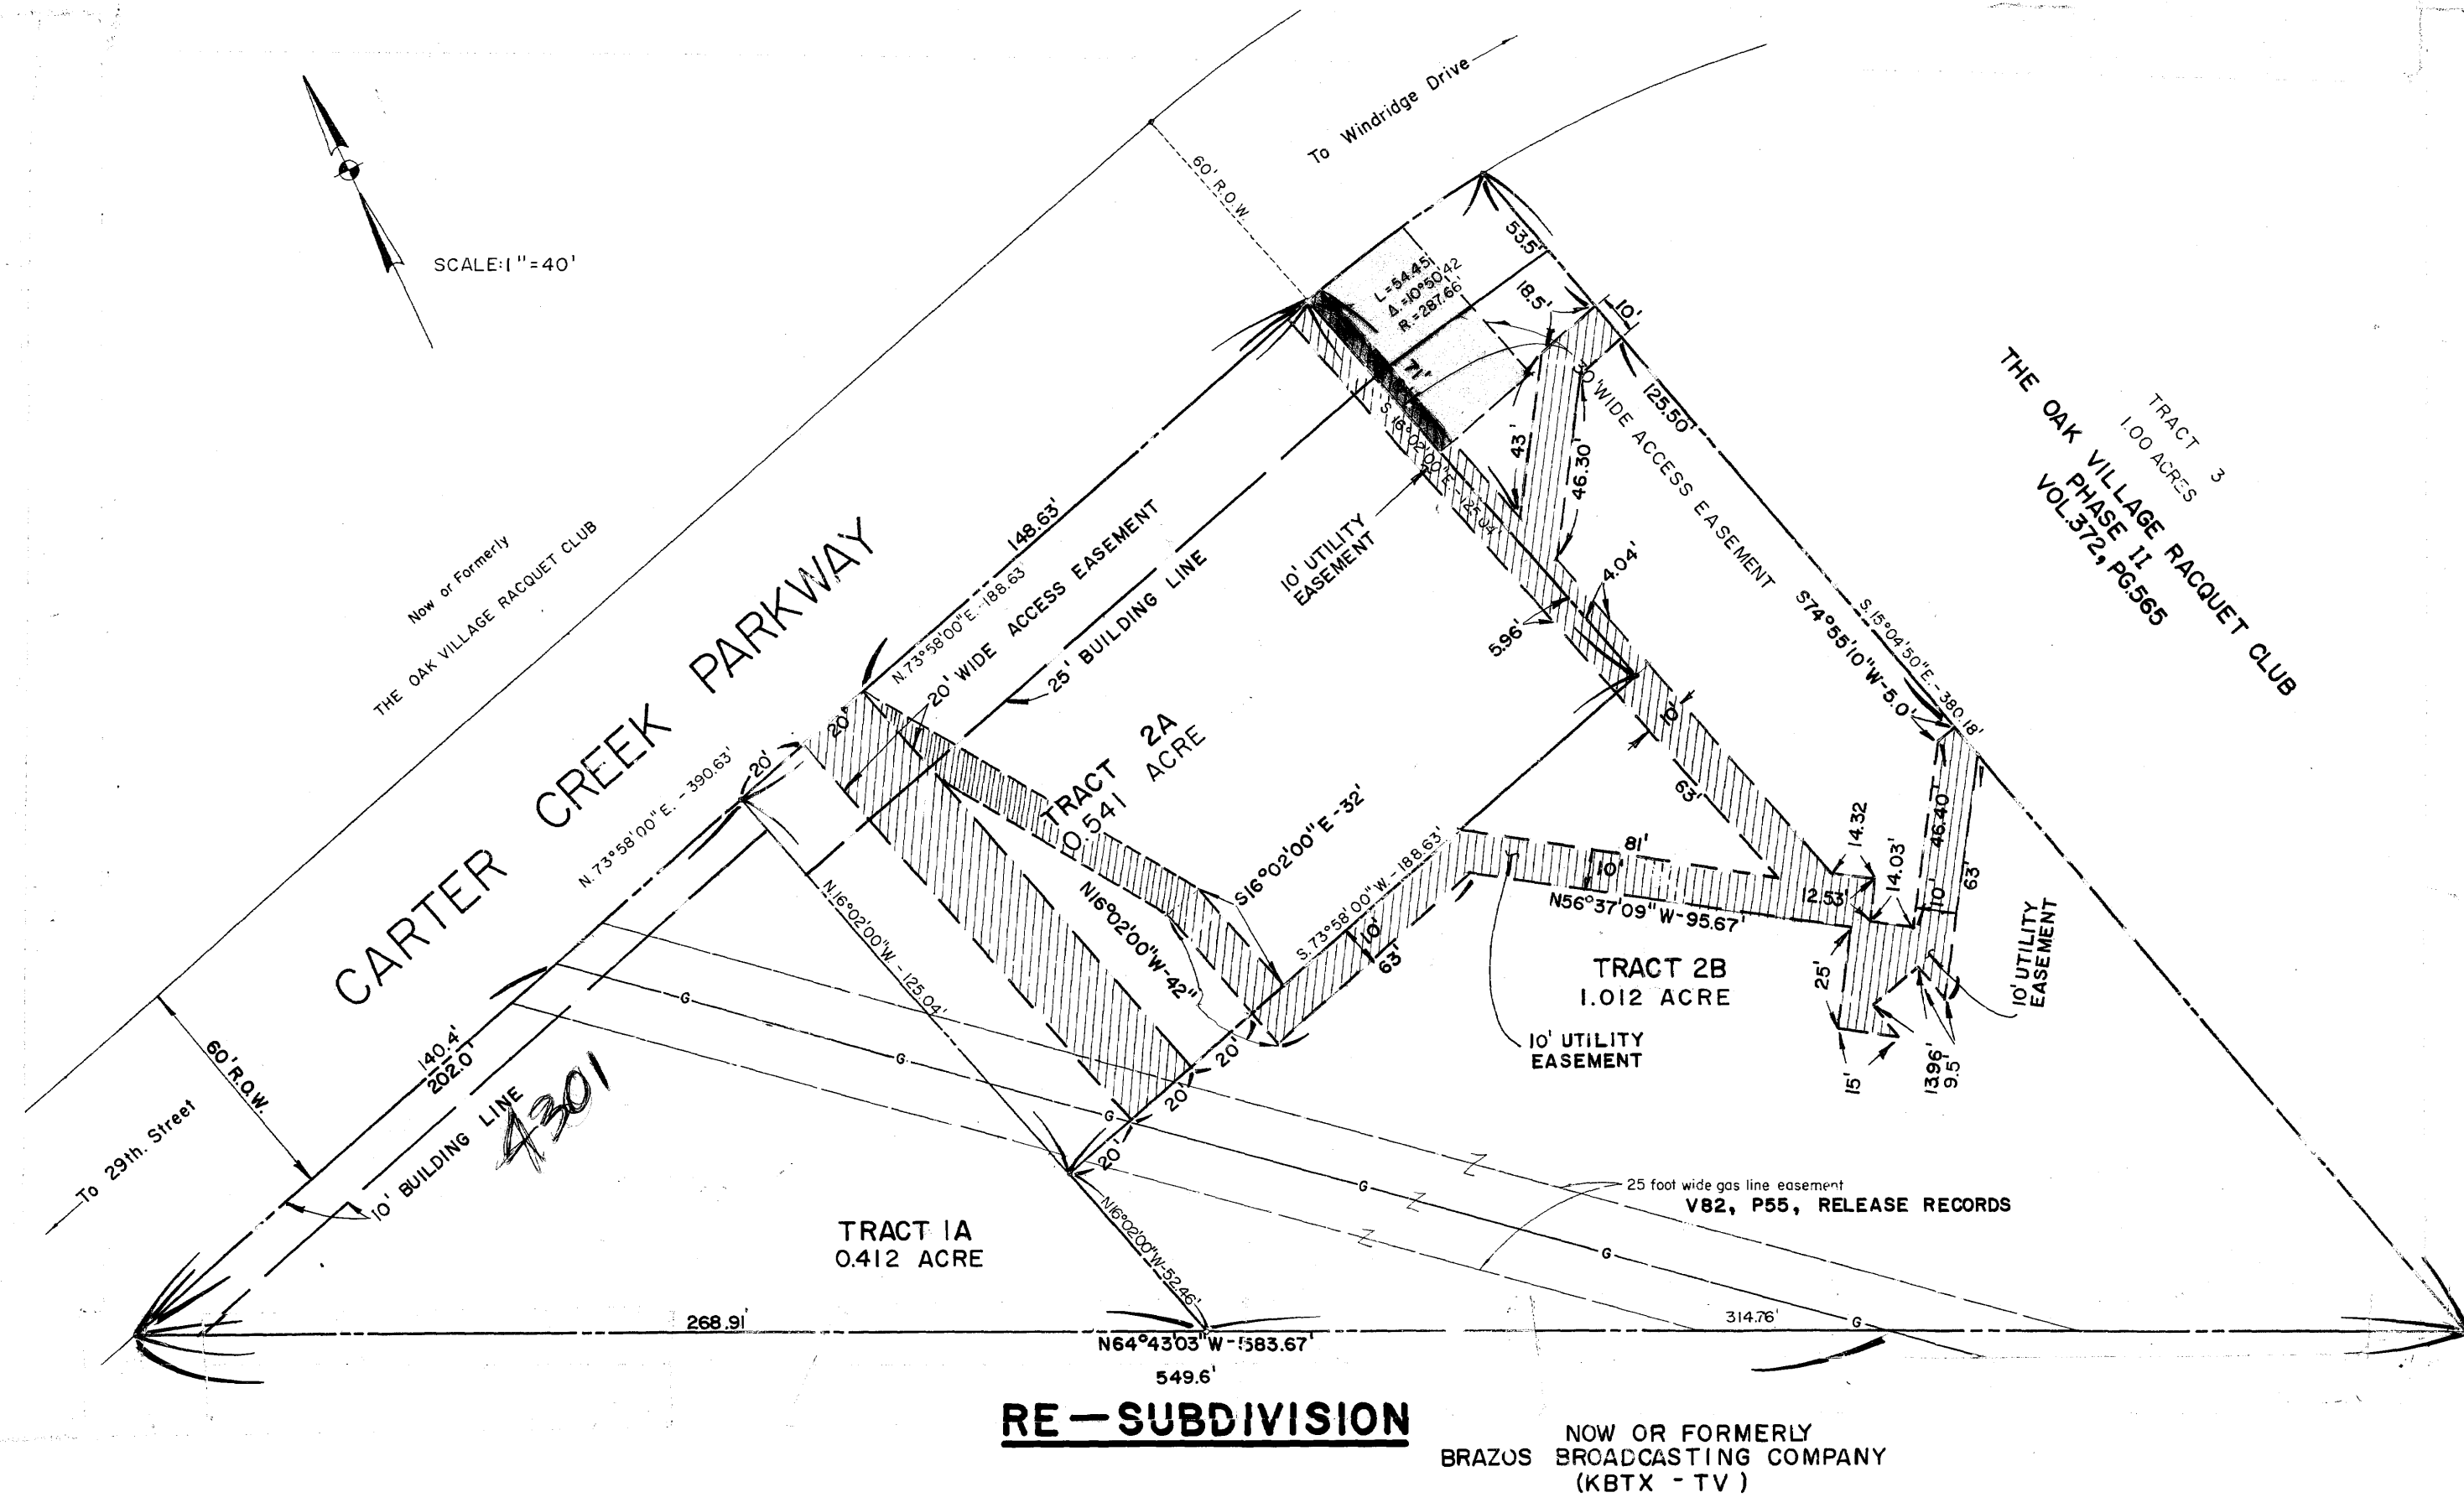 To Windridge Drive
60' R.O.W.
SCALE: 1"=40'
53.5'
L.=54.45'
Δ.=10°50'42
R.=287.66'
18.5'
10'
71'
30' WIDE ACCESS EASEMENT
125.50'
43'
46.30'
S. 16°02'00" E. - 125.04'
10' UTILITY
EASEMENT
TRACT 3
1.00 ACRES
THE OAK VILLAGE RACQUET CLUB
PHASE II
VOL.372, PG.565
Now or Formerly
THE OAK VILLAGE RACQUET CLUB
CARTER CREEK PARKWAY
148.63'
N. 73°58'00" E. - 188.63'
20' WIDE ACCESS EASEMENT
25' BUILDING LINE
4.04'
5.96'
S74°55'10"W-5.0'
S. 15°04'50" E. - 380.18'
20'
20'
N. 73°58'00" E. - 390.63'
TRACT 2A
0.541 ACRE
S16°02'00"E-32'
10'
63'
14.32
14.03'
46.40'
10'
63'
81'
10'
12.53'
N56°37'09"W-95.67'
S. 73°58'00" W. - 188.63'
10'
63'
N16°02'00"W-42"
N16°02'00"W. - 125.04'
TRACT 2B
1.012 ACRE
10' UTILITY
EASEMENT
25'
15'
13.96'
9.5'
10' UTILITY
EASEMENT
20'
20'
20'
G
G
G
G
G
G
60' R.O.W.
140.4'
202.0'
To 29th. Street
10' BUILDING LINE
4301
25 foot wide gas line easement
V82, P55, RELEASE RECORDS
TRACT 1A
0.412 ACRE
N16°02'00"W-52.46'
268.91'
314.76'
N64°43'03"W-583.67'
549.6'
RE-SUBDIVISION
NOW OR FORMERLY
BRAZOS BROADCASTING COMPANY
(KBTX - TV)